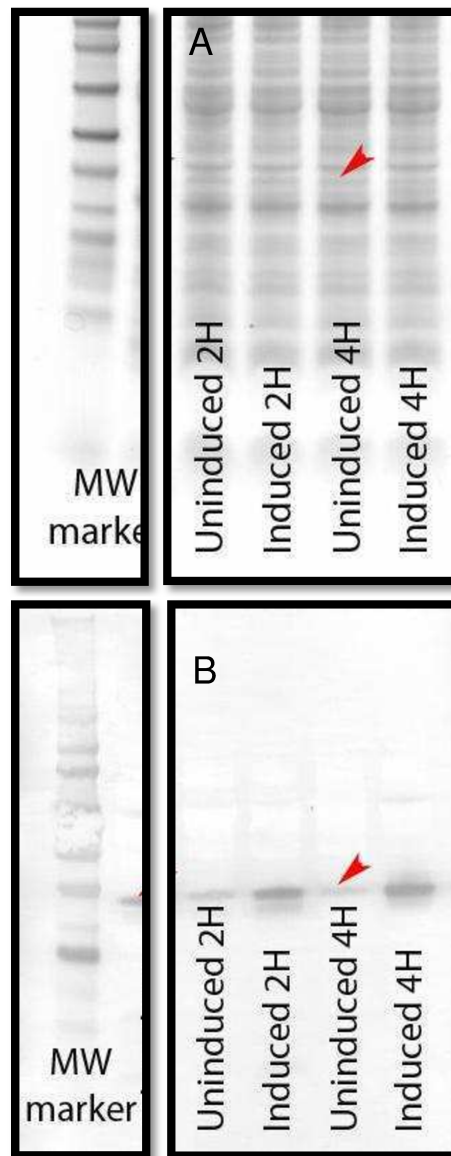 A
MW
marke
Uninduced 2H
Induced 2H
Uninduced 4H
Induced 4H
B
MW
marker
Uninduced 2H
Induced 2H
Uninduced 4H
Induced 4H